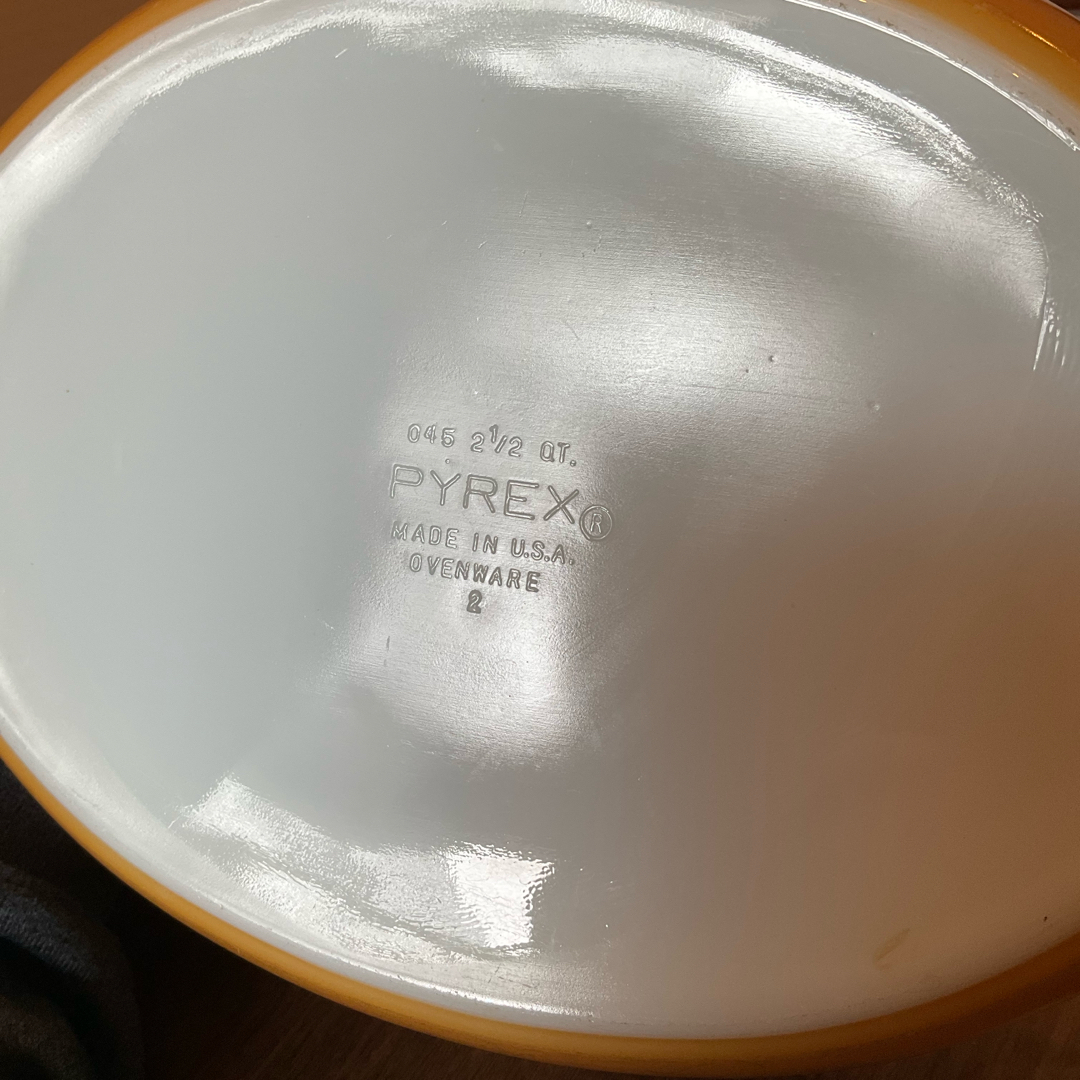 045 2 1/2 QT.
PYREX®
MADE IN U.S.A.
OVENWARE
2